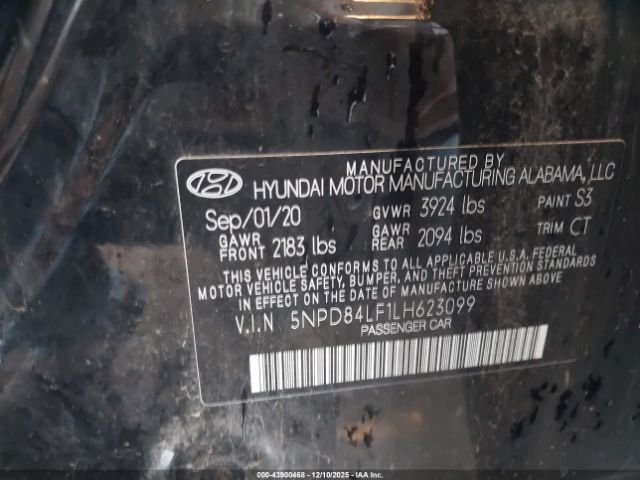 MANUFACTURED BY
HYUNDAI MOTOR MANUFACTURING ALABAMA, LLC
Sep/01/20 GVWR 3924 lbs PAINT S3
GAWR FRONT 2183 lbs GAWR REAR 2094 lbs TRIM CT
THIS VEHICLE CONFORMS TO ALL APPLICABLE U.S.A. FEDERAL
MOTOR VEHICLE SAFETY, BUMPER, AND THEFT PREVENTION STANDARDS
IN EFFECT ON THE DATE OF MANUFACTURE SHOWN ABOVE.
V.I.N 5NPD84LF1LH623099
PASSENGER CAR
000-43900468 - 12/10/2025 - IAA Inc.